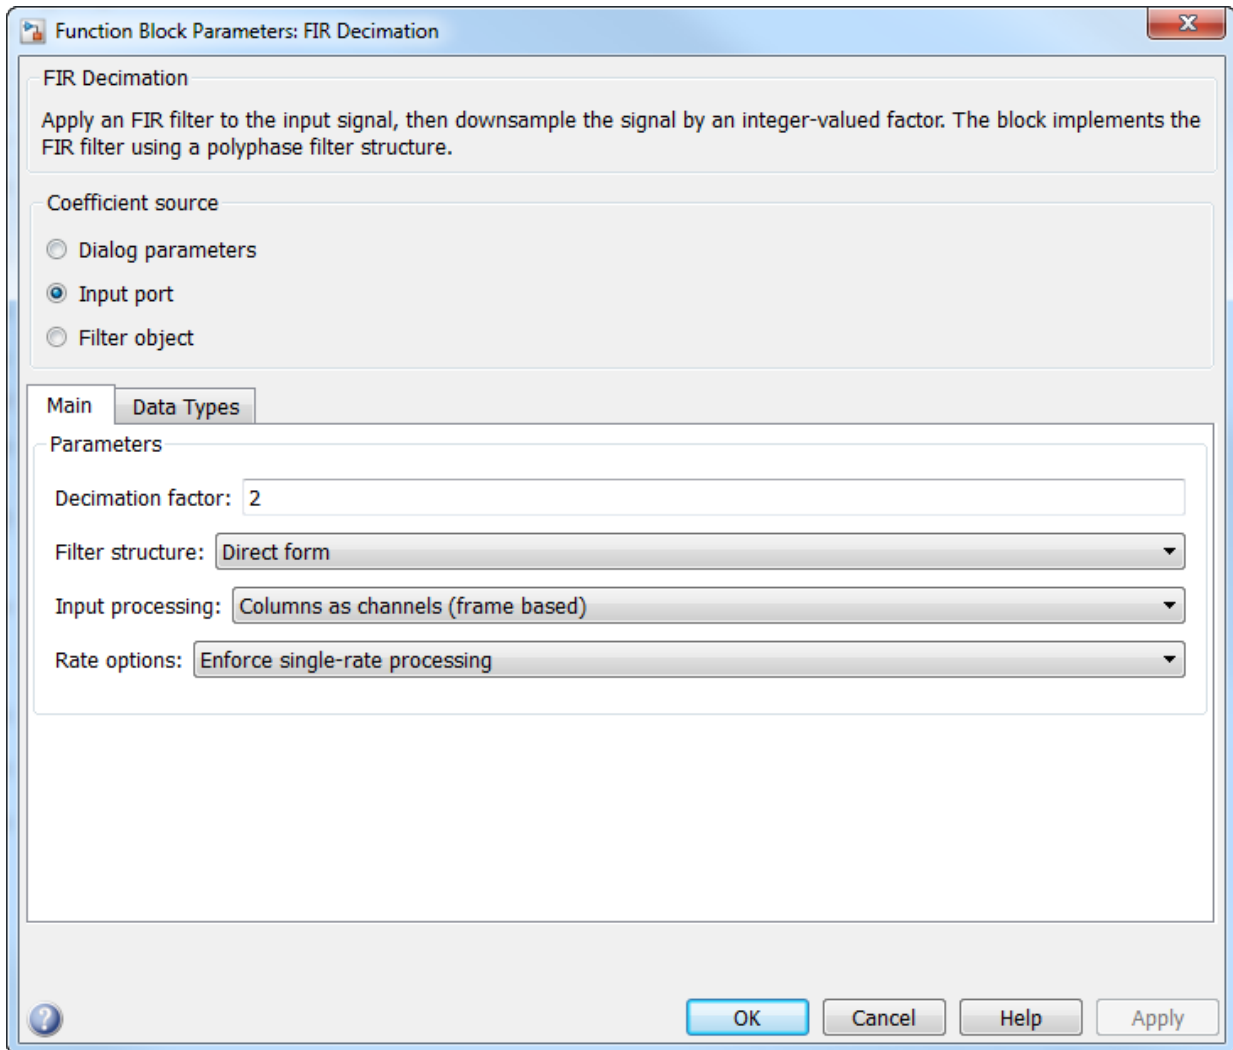 Function Block Parameters: FIR Decimation
FIR Decimation
Apply an FIR filter to the input signal, then downsample the signal by an integer-valued factor. The block implements the
FIR filter using a polyphase filter structure.
Coefficient source
Dialog parameters
Input port
Filter object
Main
Data Types
Parameters
Decimation factor: 2
Filter structure: Direct form
Input processing: Columns as channels (frame based)
Rate options: Enforce single-rate processing
OK
Cancel
Help
Apply